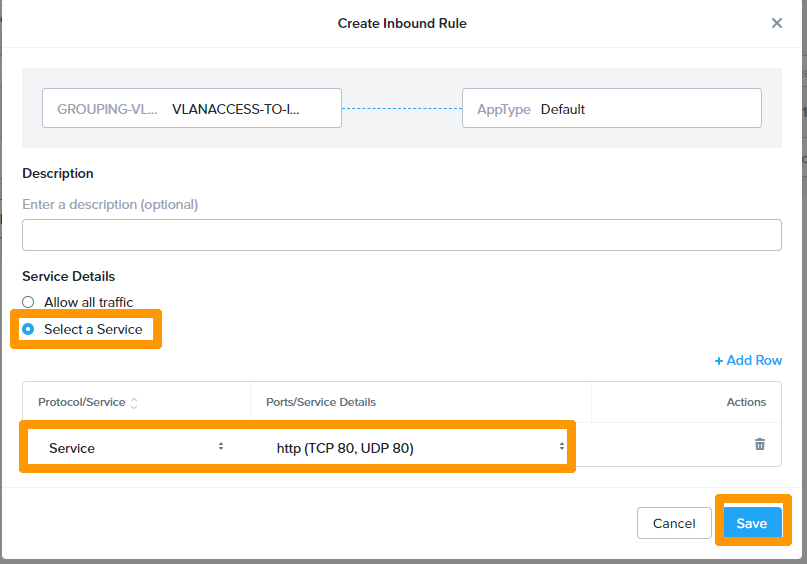 Create Inbound Rule
GROUPING-VL... VLANACCESS-TO-I...
AppType Default
Description
Enter a description (optional)
Service Details
Allow all traffic
Select a Service
+ Add Row
Protocol/Service Ports/Service Details Actions
Service http (TCP 80, UDP 80)
Cancel Save